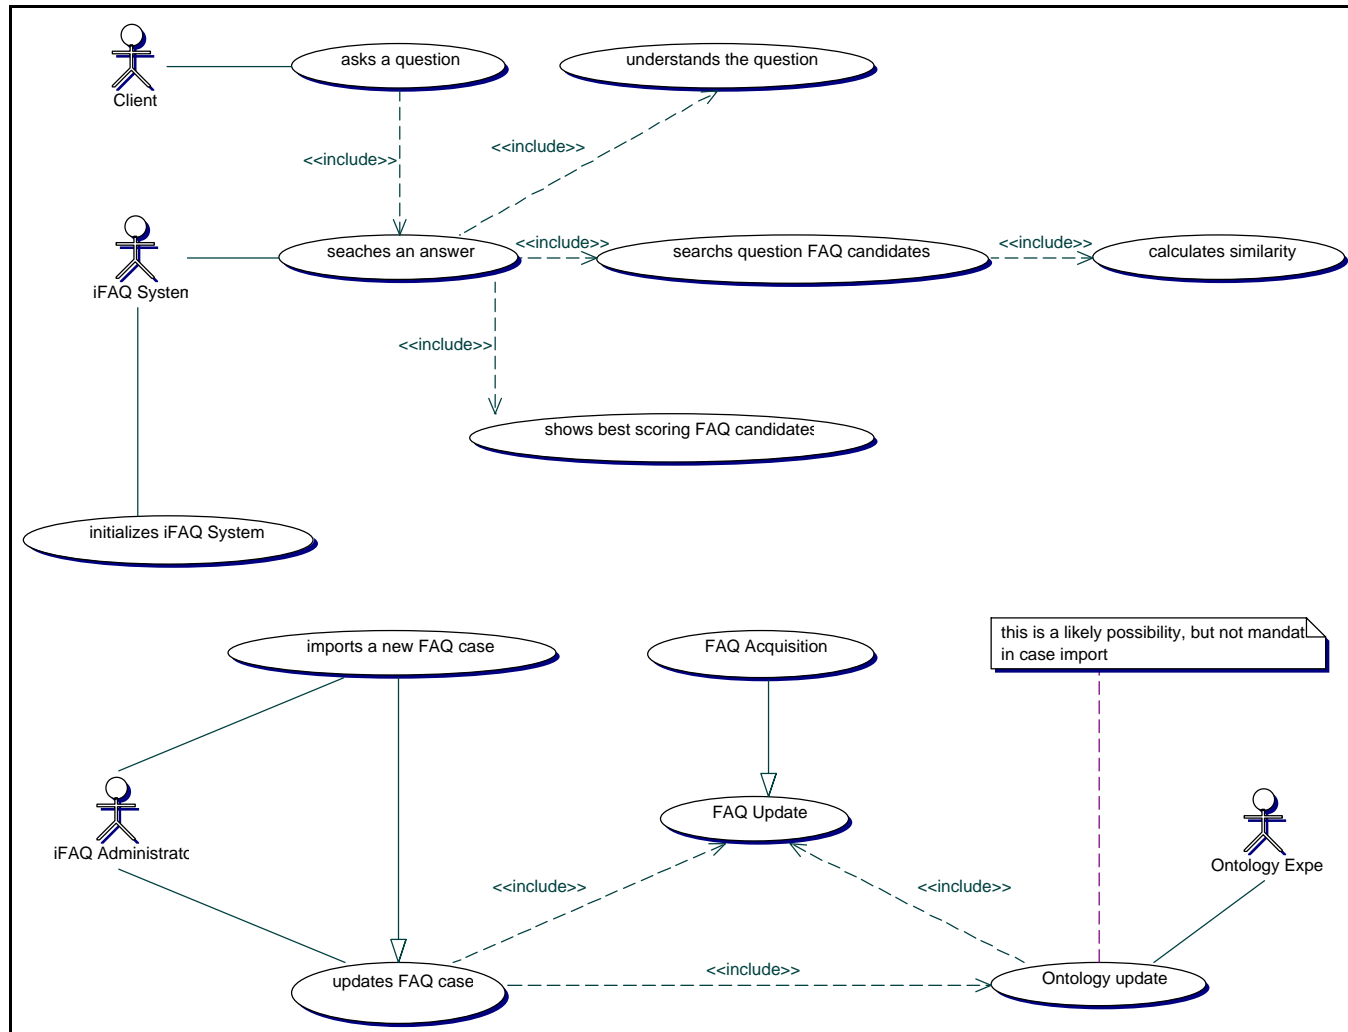 asks a question
understands the question
Client
<<include>>
<<include>>
seaches an answer
<<include>>
searchs question FAQ candidates
<<include>>
calculates similarity
iFAQ System
<<include>>
shows best scoring FAQ candidates
initializes iFAQ System
imports a new FAQ case
FAQ Acquisition
this is a likely possibility, but not mandat
in case import
FAQ Update
iFAQ Administrato
Ontology Expe
<<include>>
<<include>>
updates FAQ case
<<include>>
Ontology update